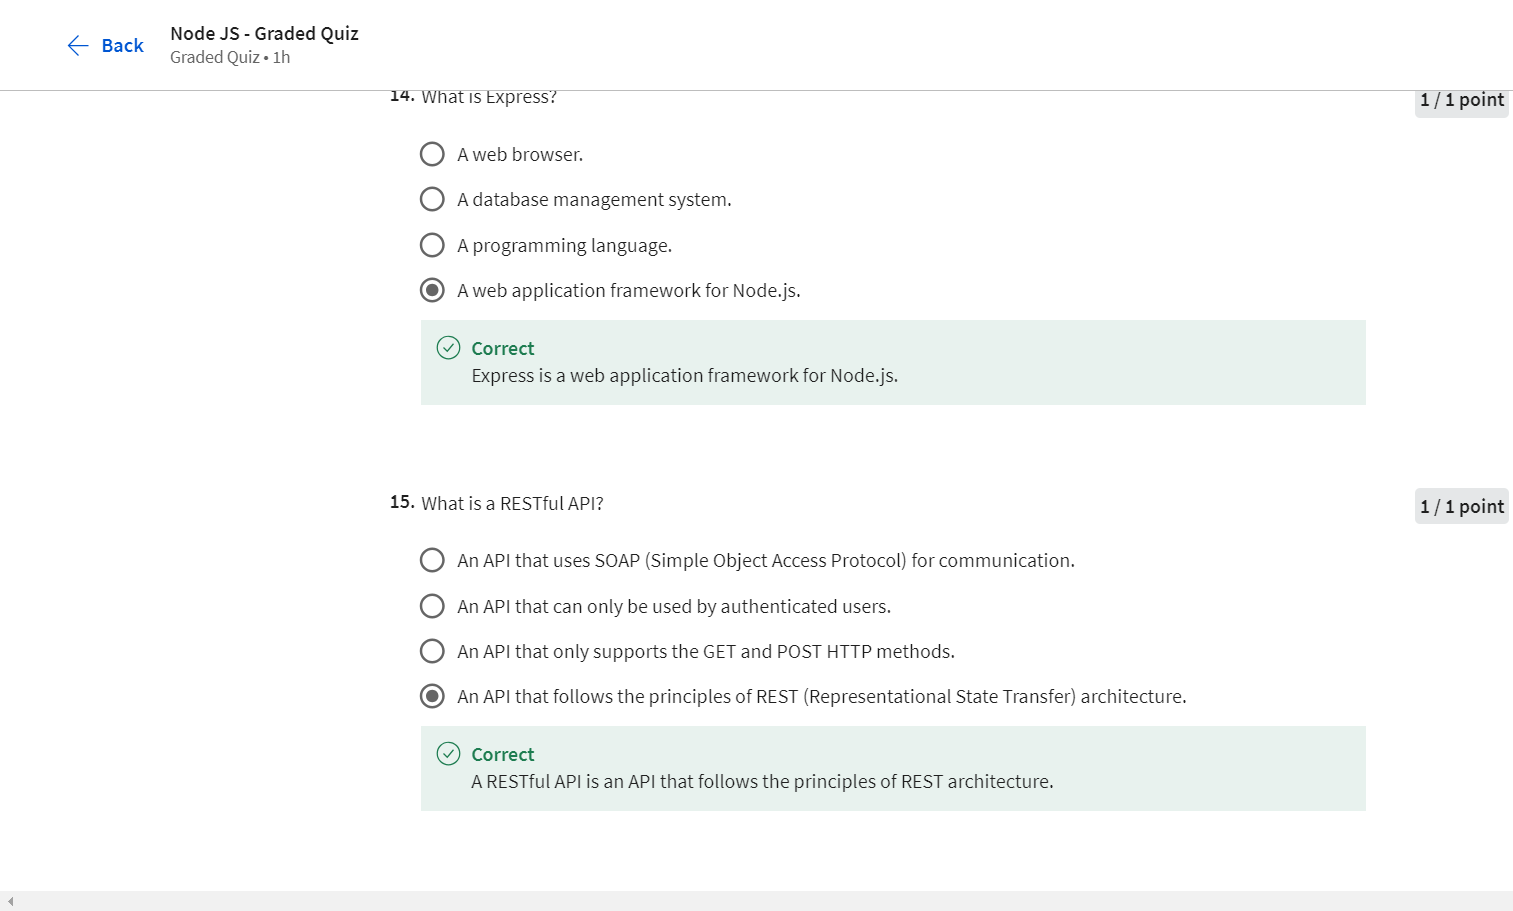 Back
Node JS - Graded Quiz
Graded Quiz • 1h
14. What is Express?
1 / 1 point
A web browser.
A database management system.
A programming language.
A web application framework for Node.js.
Correct
Express is a web application framework for Node.js.
15. What is a RESTful API?
1 / 1 point
An API that uses SOAP (Simple Object Access Protocol) for communication.
An API that can only be used by authenticated users.
An API that only supports the GET and POST HTTP methods.
An API that follows the principles of REST (Representational State Transfer) architecture.
Correct
A RESTful API is an API that follows the principles of REST architecture.